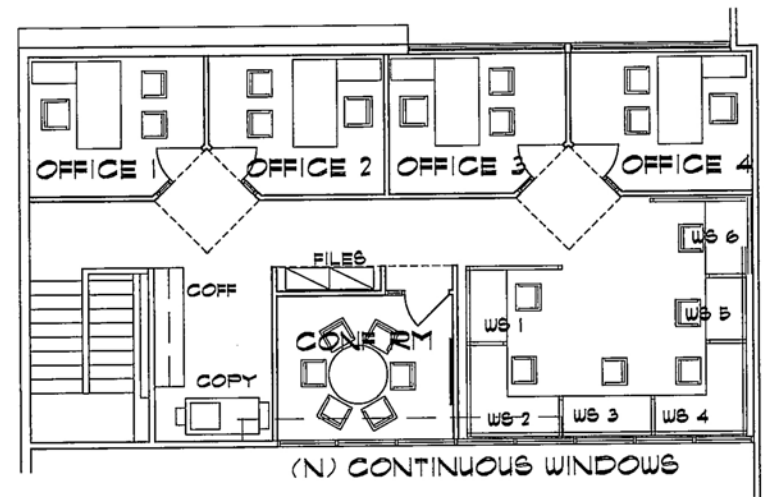 OFFICE 1
OFFICE 2
OFFICE 3
OFFICE 4
WS 6
FILES
COFF
WS 5
WS 1
CONF RM
COPY
WS 2
WS 3
WS 4
(N) CONTINUOUS WINDOWS